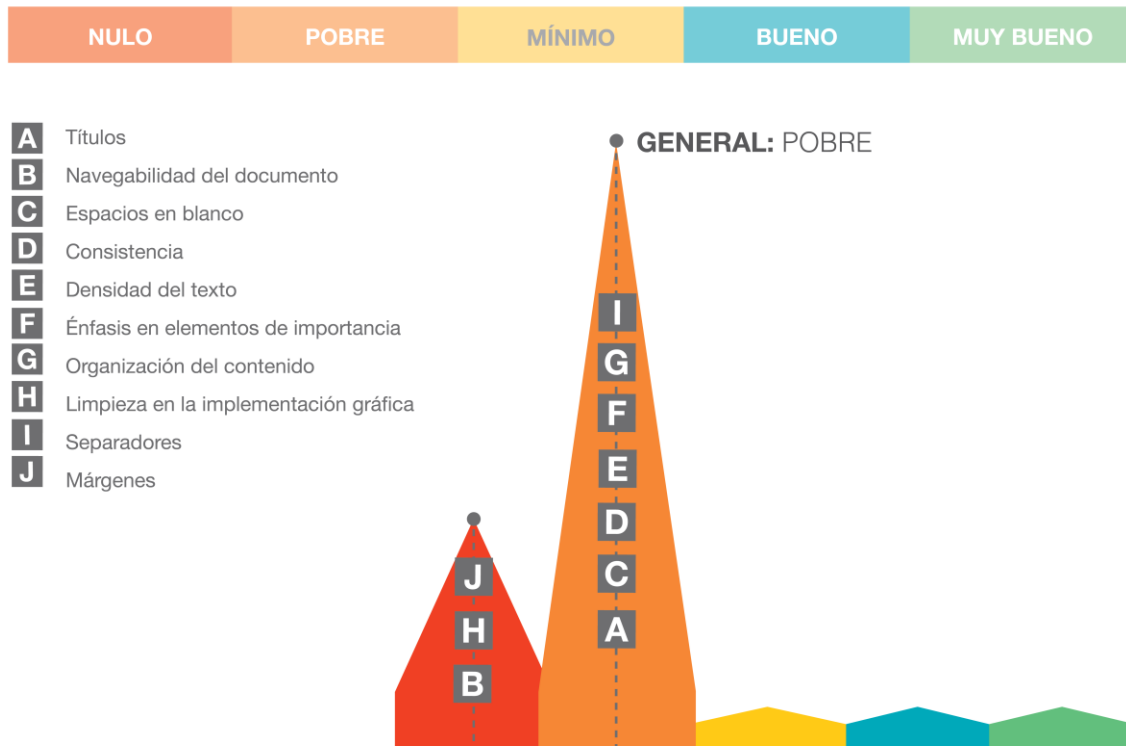 NULO POBRE MÍNIMO BUENO MUY BUENO
A Títulos
B Navegabilidad del documento
C Espacios en blanco
D Consistencia
E Densidad del texto
F Énfasis en elementos de importancia
G Organización del contenido
H Limpieza en la implementación gráfica
I Separadores
J Márgenes
GENERAL: POBRE
J
H
B
I
G
F
E
D
C
A